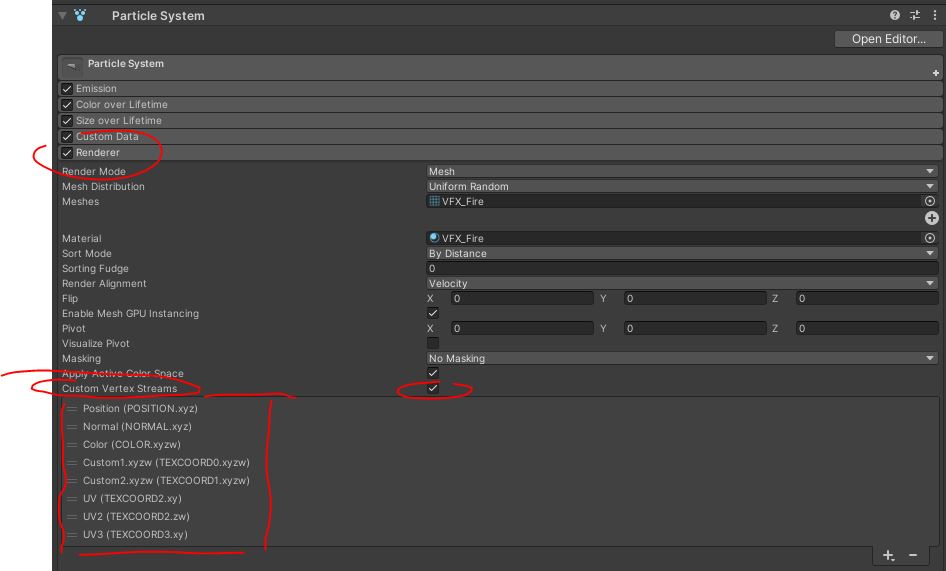 Particle System
Open Editor...
Particle System
Emission
Color over Lifetime
Size over Lifetime
Custom Data
Renderer
Render Mode Mesh
Mesh Distribution Uniform Random
Meshes VFX_Fire
Material VFX_Fire
Sort Mode By Distance
Sorting Fudge 0
Render Alignment Velocity
Flip X 0 Y 0 Z 0
Enable Mesh GPU Instancing
Pivot X 0 Y 0 Z 0
Visualize Pivot
Masking No Masking
Apply Active Color Space
Custom Vertex Streams
Position (POSITION.xyz)
Normal (NORMAL.xyz)
Color (COLOR.xyzw)
Custom1.xyzw (TEXCOORD0.xyzw)
Custom2.xyzw (TEXCOORD1.xyzw)
UV (TEXCOORD2.xy)
UV2 (TEXCOORD2.zw)
UV3 (TEXCOORD3.xy)